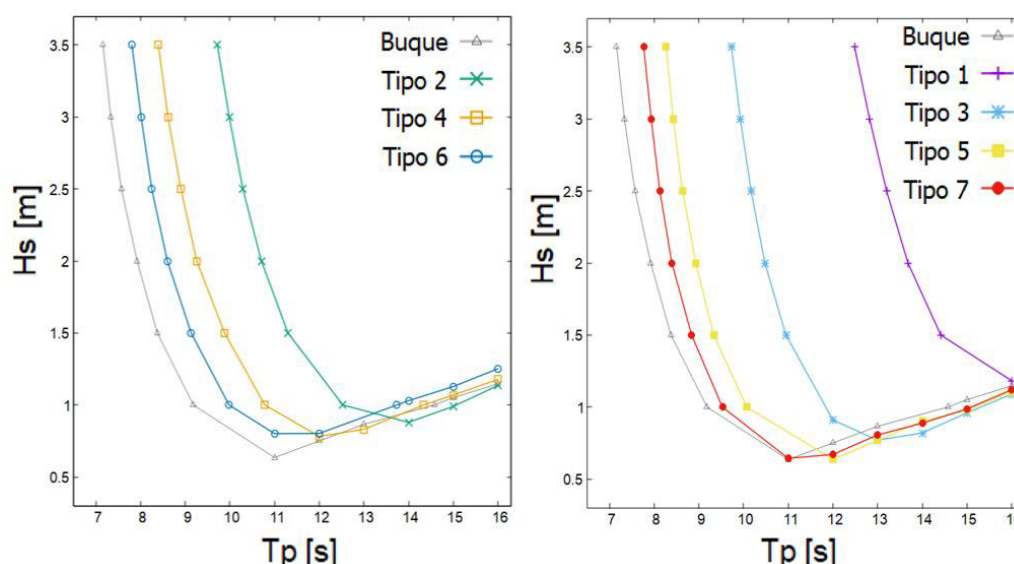 Buque
Tipo 2
Tipo 4
Tipo 6
3.5
3
2.5
2
1.5
1
0.5
Hs [m]
7 8 9 10 11 12 13 14 15 16
Tp [s]
Buque
Tipo 1
Tipo 3
Tipo 5
Tipo 7
3.5
3
2.5
2
1.5
1
0.5
Hs [m]
7 8 9 10 11 12 13 14 15
Tp [s]